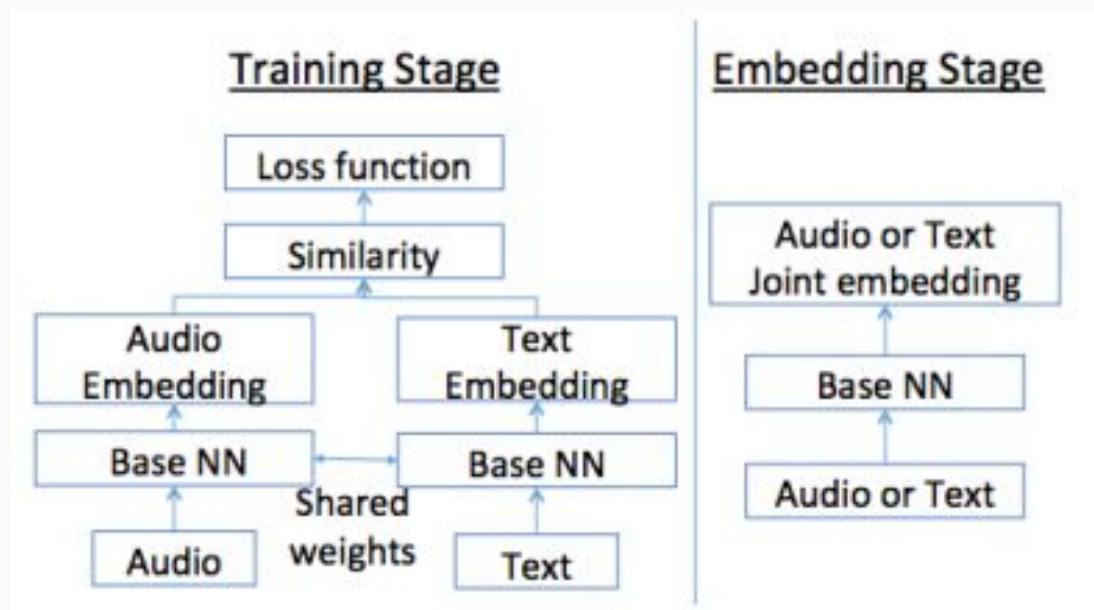 Training Stage
Loss function
Similarity
Audio
Embedding
Text
Embedding
Base NN
Base NN
Shared
weights
Audio
Text
Embedding Stage
Audio or Text
Joint embedding
Base NN
Audio or Text